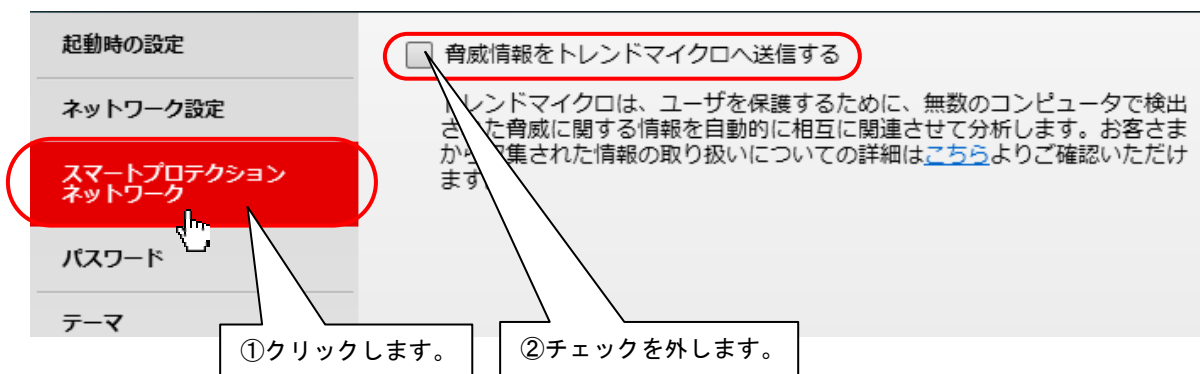 起動時の設定
ネットワーク設定
スマートプロテクション
ネットワーク
パスワード
テーマ
脅威情報をトレンドマイクロへ送信する
トレンドマイクロは、ユーザを保護するために、無数のコンピュータで検出
された脅威に関する情報を自動的に相互に関連させて分析します。お客さま
から収集された情報の取り扱いについての詳細はこちらよりご確認いただけ
ます。
①クリックします。
②チェックを外します。